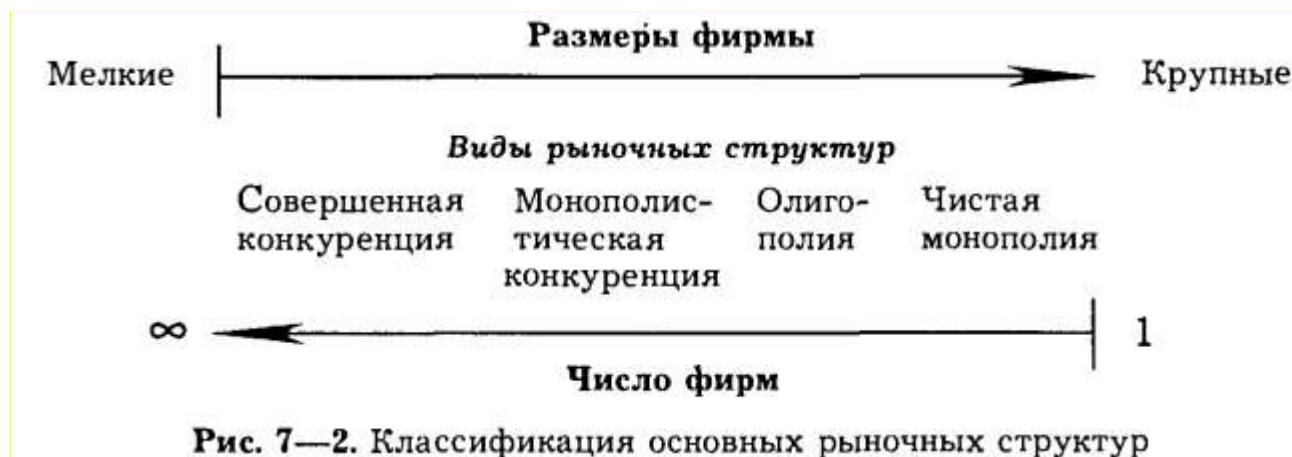 Размеры фирмы
Мелкие Крупные
Виды рыночных структур
Совершенная Монополис- Олиго- Чистая
конкуренция тическая полия монополия
конкуренция
∞ 1
Число фирм
Рис. 7—2. Классификация основных рыночных структур